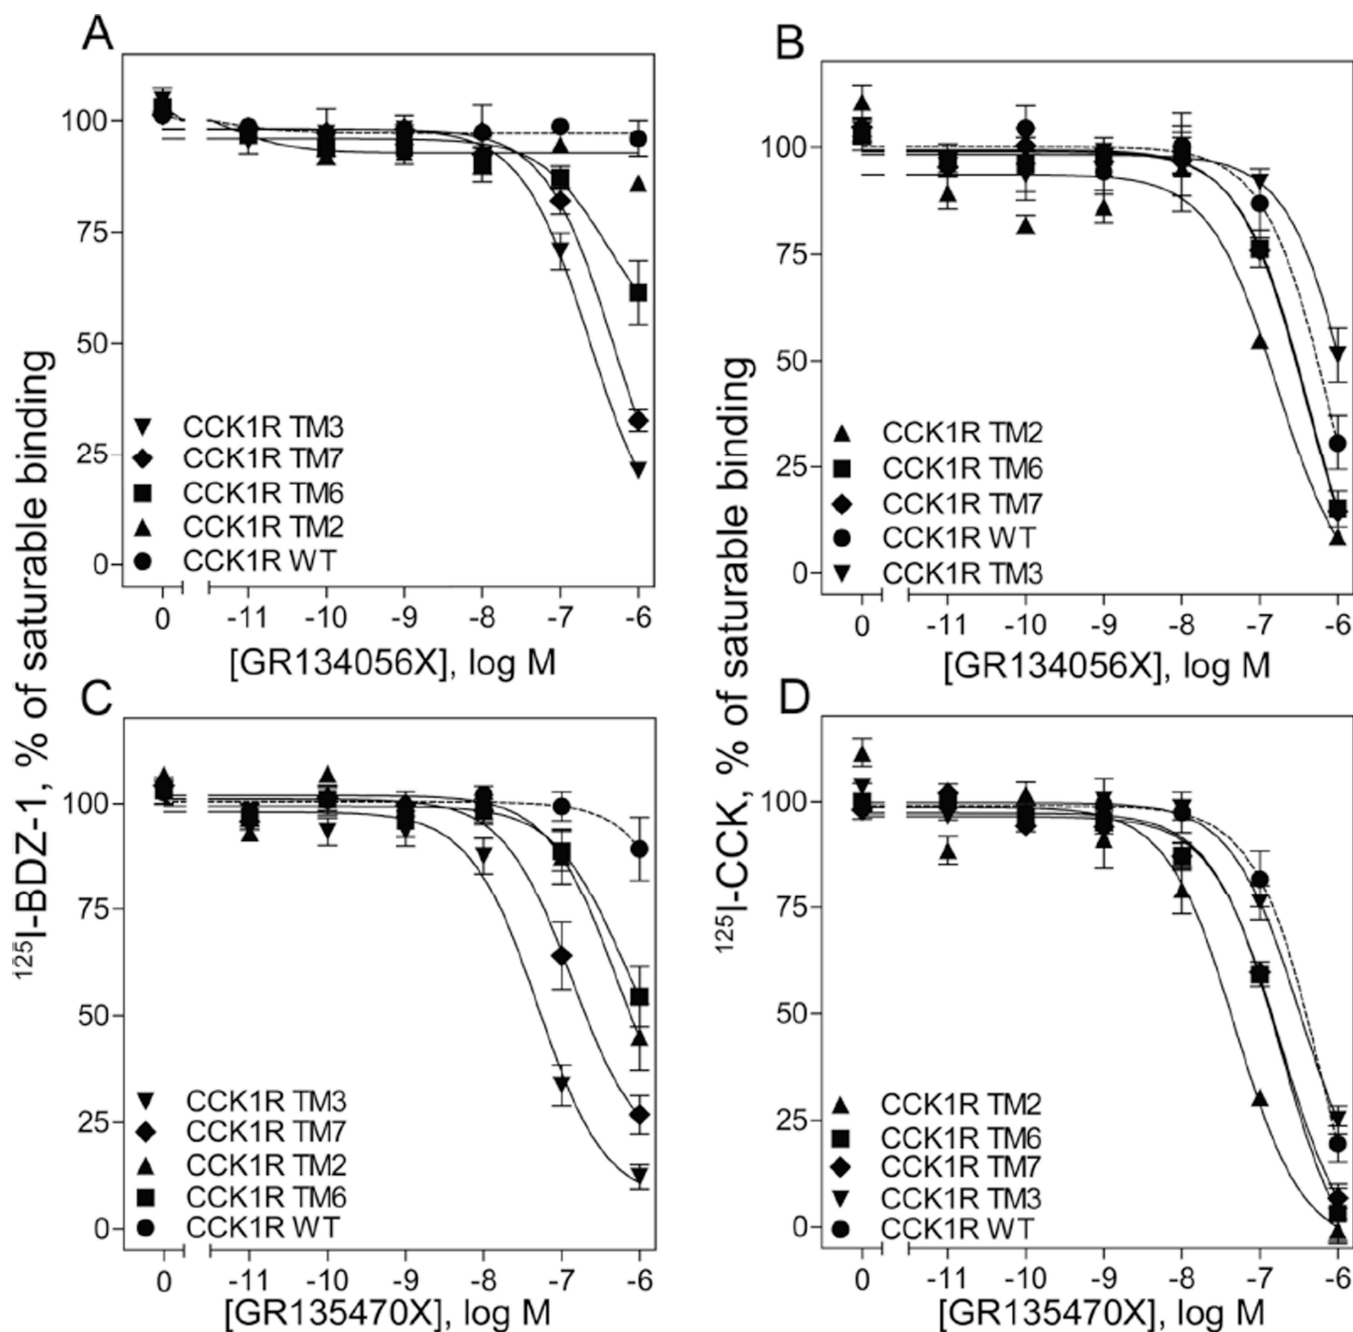 A
100
75
50
25
0
CCK1R TM3
CCK1R TM7
CCK1R TM6
CCK1R TM2
CCK1R WT
0 -11 -10 -9 -8 -7 -6
[GR134056X], log M
B
100
75
50
25
0
CCK1R TM2
CCK1R TM6
CCK1R TM7
CCK1R WT
CCK1R TM3
0 -11 -10 -9 -8 -7 -6
[GR134056X], log M
¹²⁵I-BDZ-1, % of saturable binding
¹²⁵I-CCK, % of saturable binding
C
100
75
50
25
0
CCK1R TM3
CCK1R TM7
CCK1R TM2
CCK1R TM6
CCK1R WT
0 -11 -10 -9 -8 -7 -6
[GR135470X], log M
D
100
75
50
25
0
CCK1R TM2
CCK1R TM6
CCK1R TM7
CCK1R TM3
CCK1R WT
0 -11 -10 -9 -8 -7 -6
[GR135470X], log M